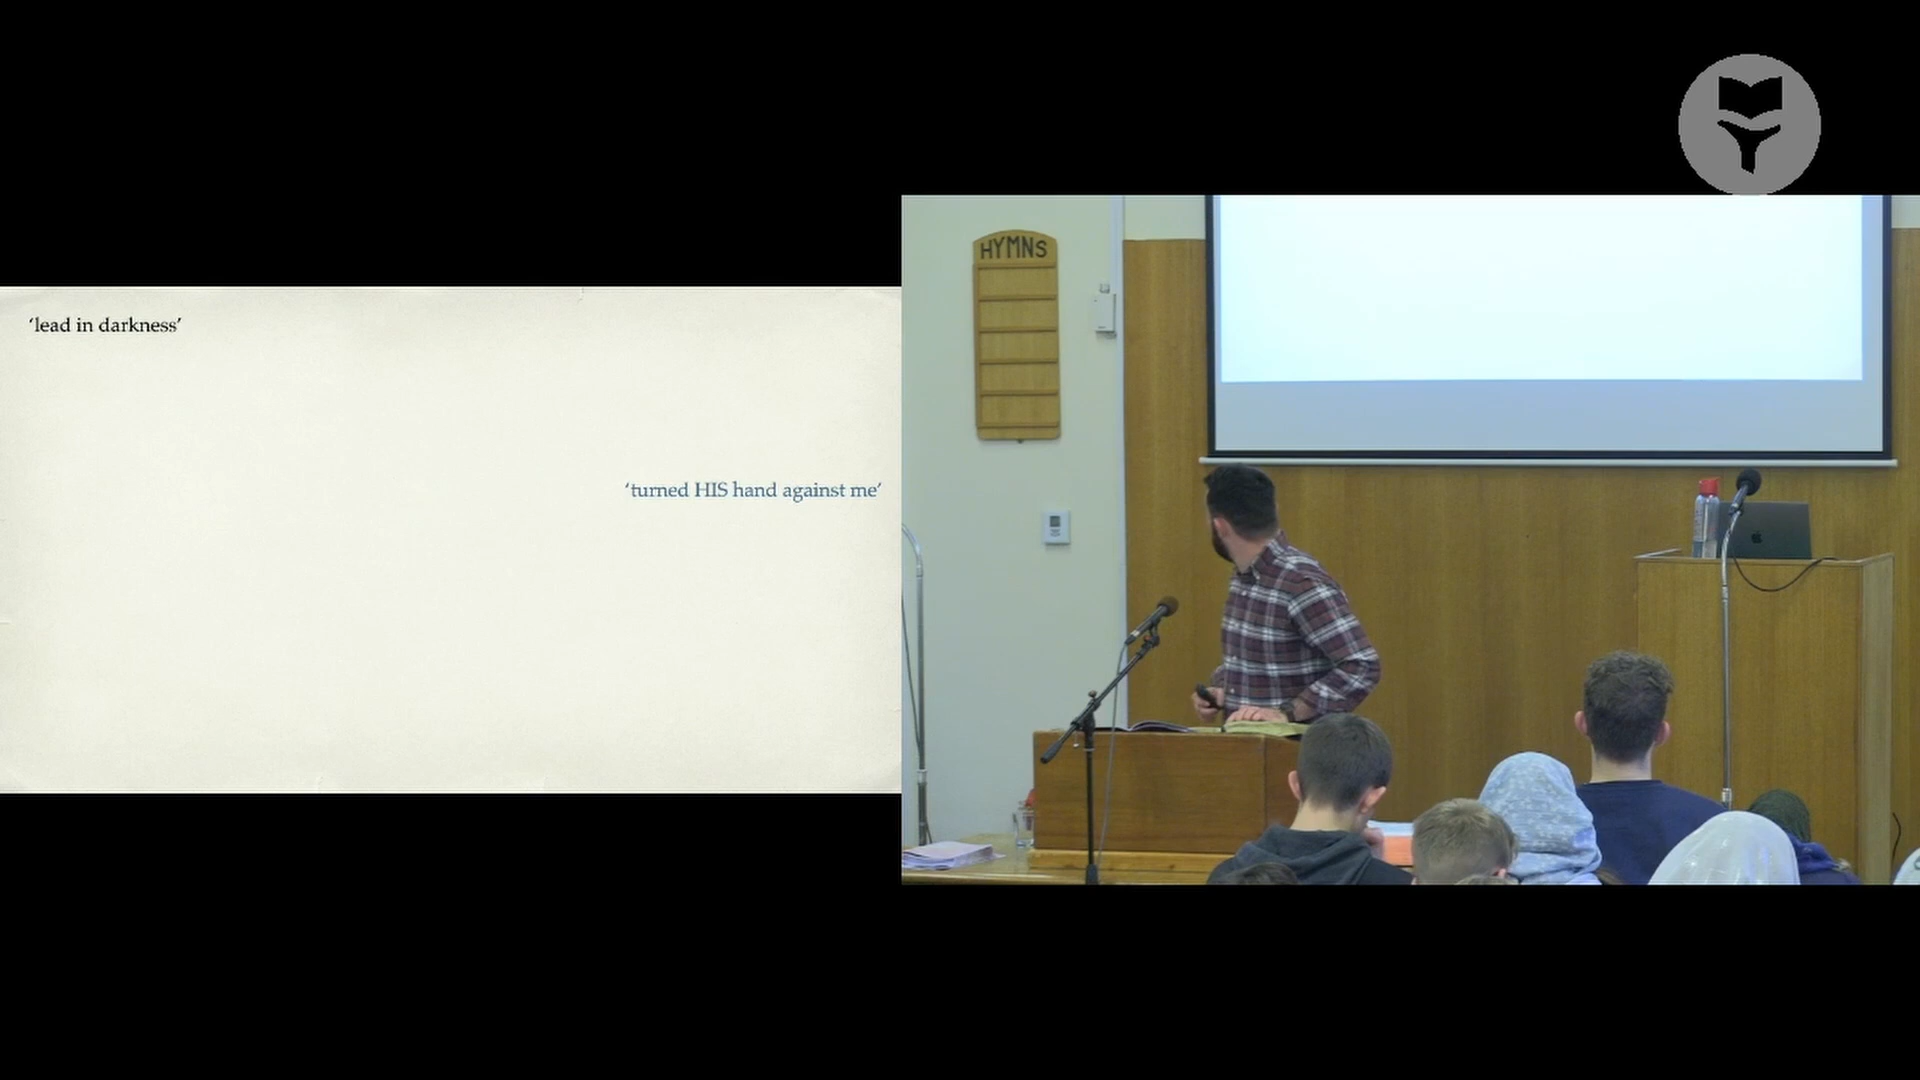 ‘lead in darkness’
‘turned HIS hand against me’
HYMNS